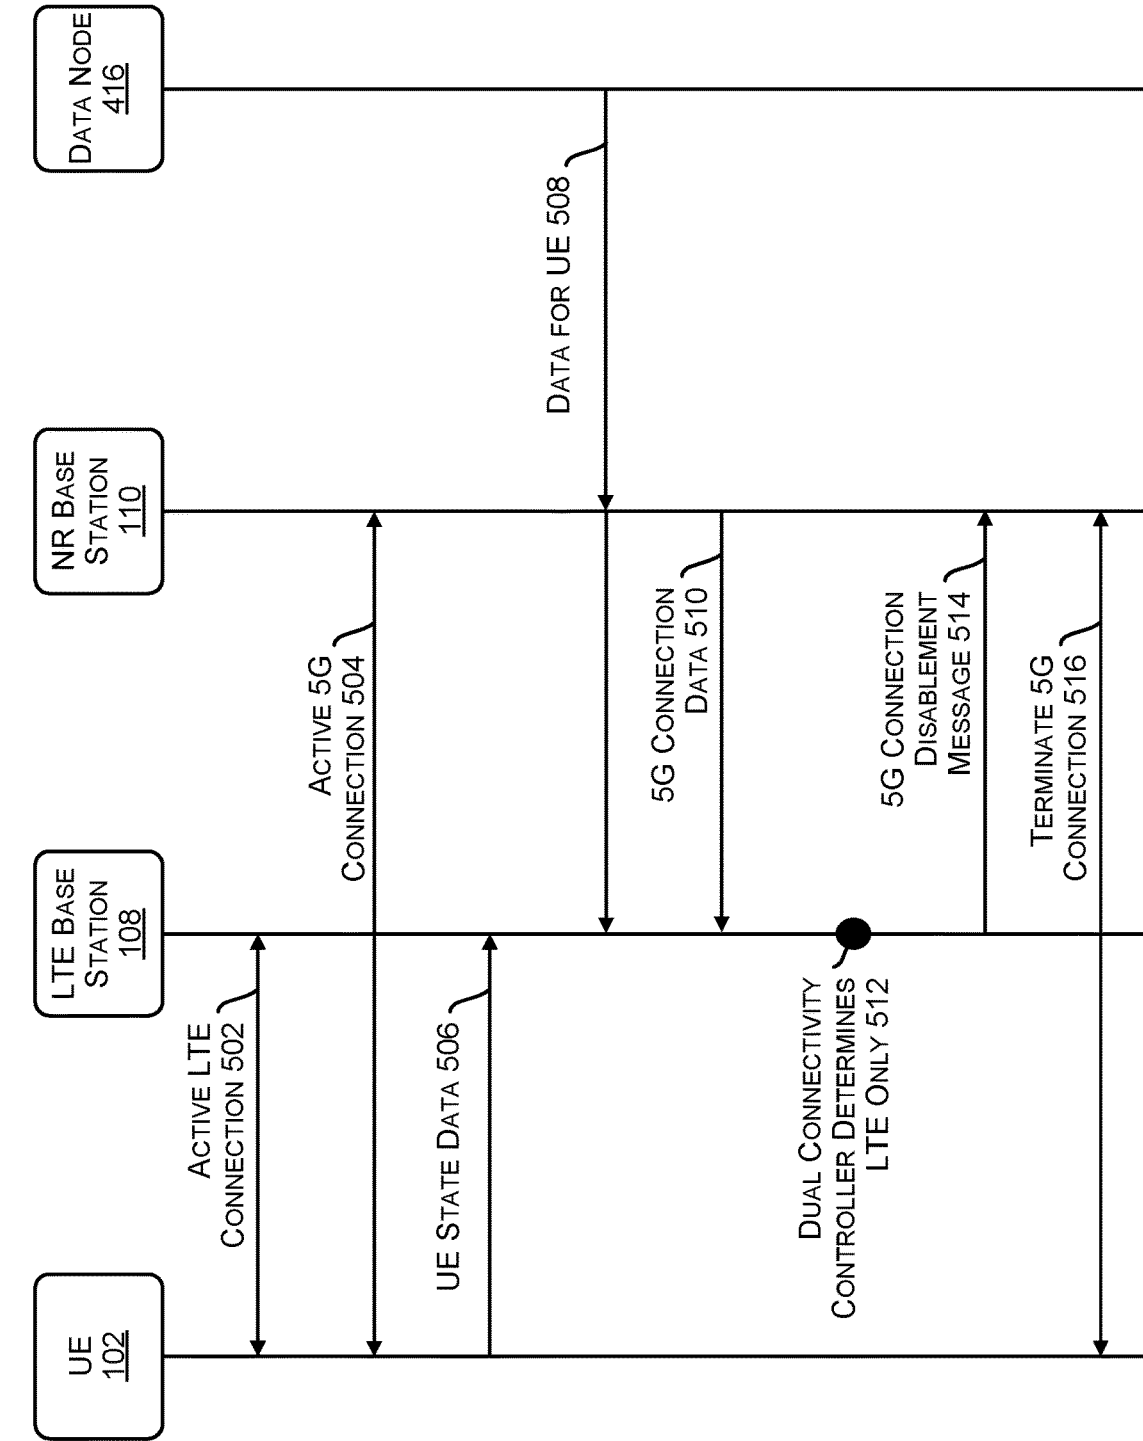 UE
102
LTE BASE
STATION
108
NR BASE
STATION
110
DATA NODE
416
ACTIVE LTE
CONNECTION 502
ACTIVE 5G
CONNECTION 504
UE STATE DATA 506
DATA FOR UE 508
5G CONNECTION
DATA 510
DUAL CONNECTIVITY
CONTROLLER DETERMINES
LTE ONLY 512
5G CONNECTION
DISABLEMENT
MESSAGE 514
TERMINATE 5G
CONNECTION 516